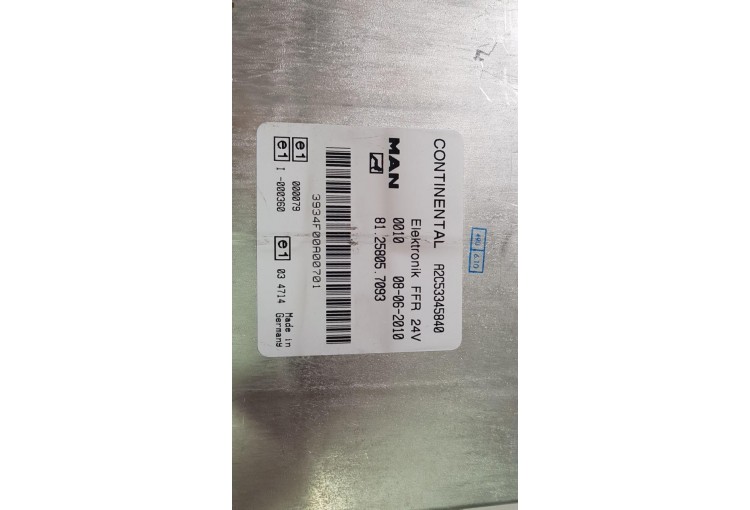 CONTINENTAL A2C53345840
Elektronik FFR 24V
MAN 0010 08-06-2010
81.25805.7093
3934F00A00701
e1 000079
e1 I -000360 e1 03 4714 Made in
Germany